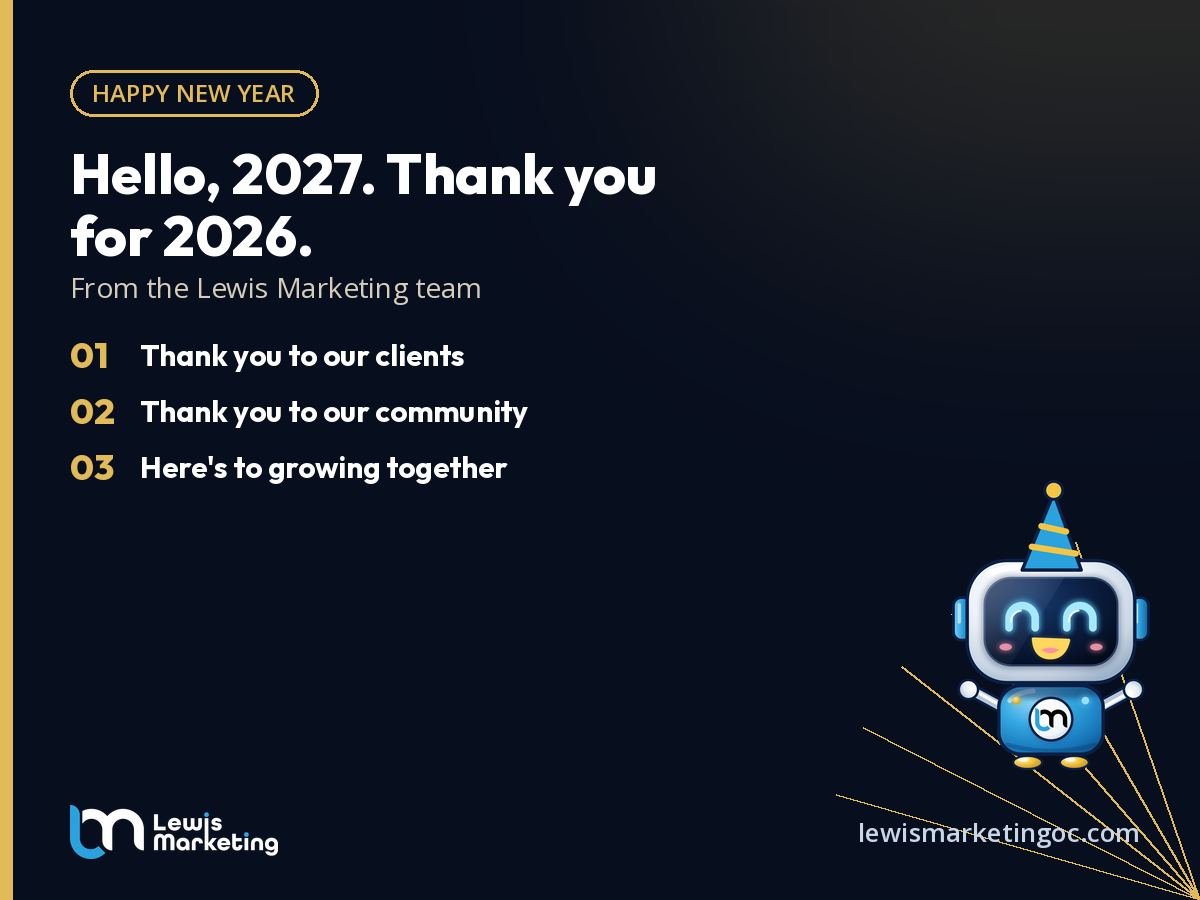 HAPPY NEW YEAR
Hello, 2027. Thank you
for 2026.
From the Lewis Marketing team
01 Thank you to our clients
02 Thank you to our community
03 Here's to growing together
lm
Lewis
Marketing
lewismarketingoc.com